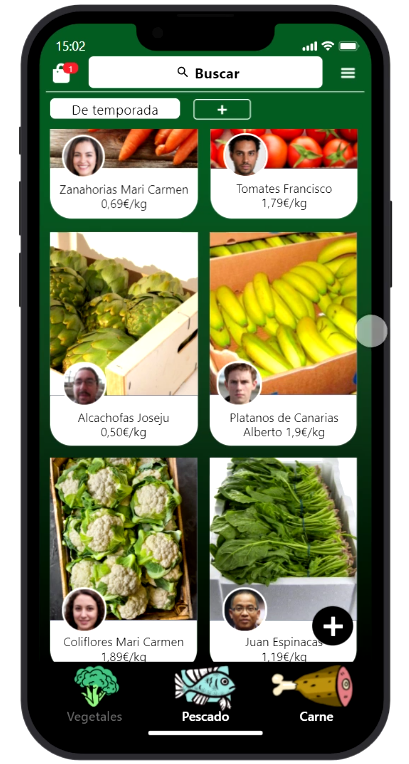 15:02
1
Buscar
De temporada
+
Zanahorias Mari Carmen
0,69€/kg
Tomates Francisco
1,79€/kg
Alcachofas Joseju
0,50€/kg
Platanos de Canarias
Alberto 1,9€/kg
Coliflores Mari Carmen
1,89€/kg
Juan Espinacas
1,19€/kg
+
Vegetales
Pescado
Carne